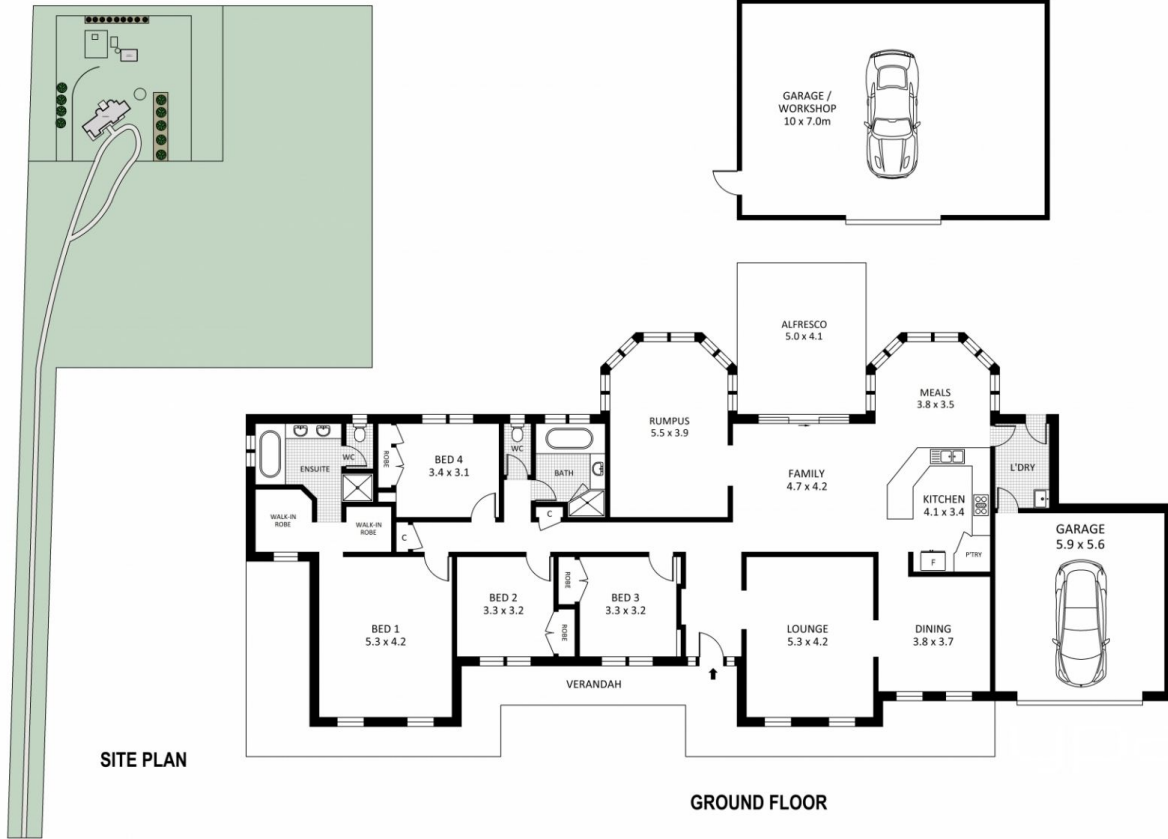 GARAGE /
WORKSHOP
10 x 7.0m
ALFRESCO
5.0 x 4.1
MEALS
3.8 x 3.5
RUMPUS
5.5 x 3.9
FAMILY
4.7 x 4.2
KITCHEN
4.1 x 3.4
P'TRY
F
L'DRY
GARAGE
5.9 x 5.6
ENSUITE
WC
ROBE
BED 4
3.4 x 3.1
WC
BATH
C
WALK-IN
ROBE
WALK-IN
ROBE
C
BED 1
5.3 x 4.2
BED 2
3.3 x 3.2
ROBE
ROBE
BED 3
3.3 x 3.2
LOUNGE
5.3 x 4.2
DINING
3.8 x 3.7
VERANDAH
SITE PLAN
GROUND FLOOR